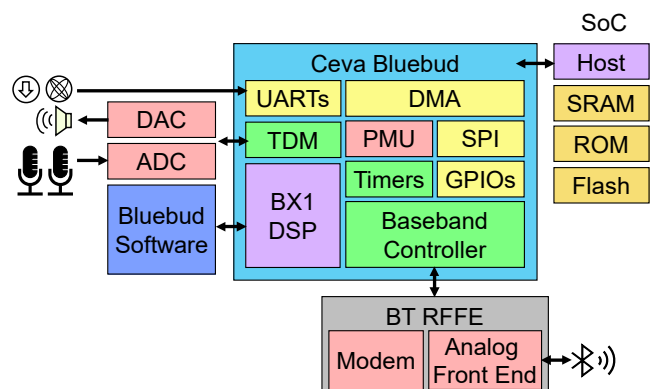 SoC
Ceva Bluebud
Host
UARTs
DMA
SRAM
DAC
TDM
PMU
SPI
ROM
ADC
Timers
GPIOs
Flash
Bluebud
Software
BX1
DSP
Baseband
Controller
BT RFFE
Modem
Analog
Front End